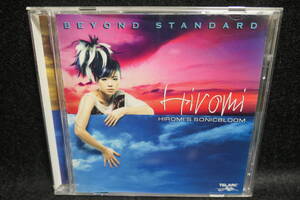 BEYOND STANDARD
Hiromi
HIROMI'S SONICBLOOM
TELARC